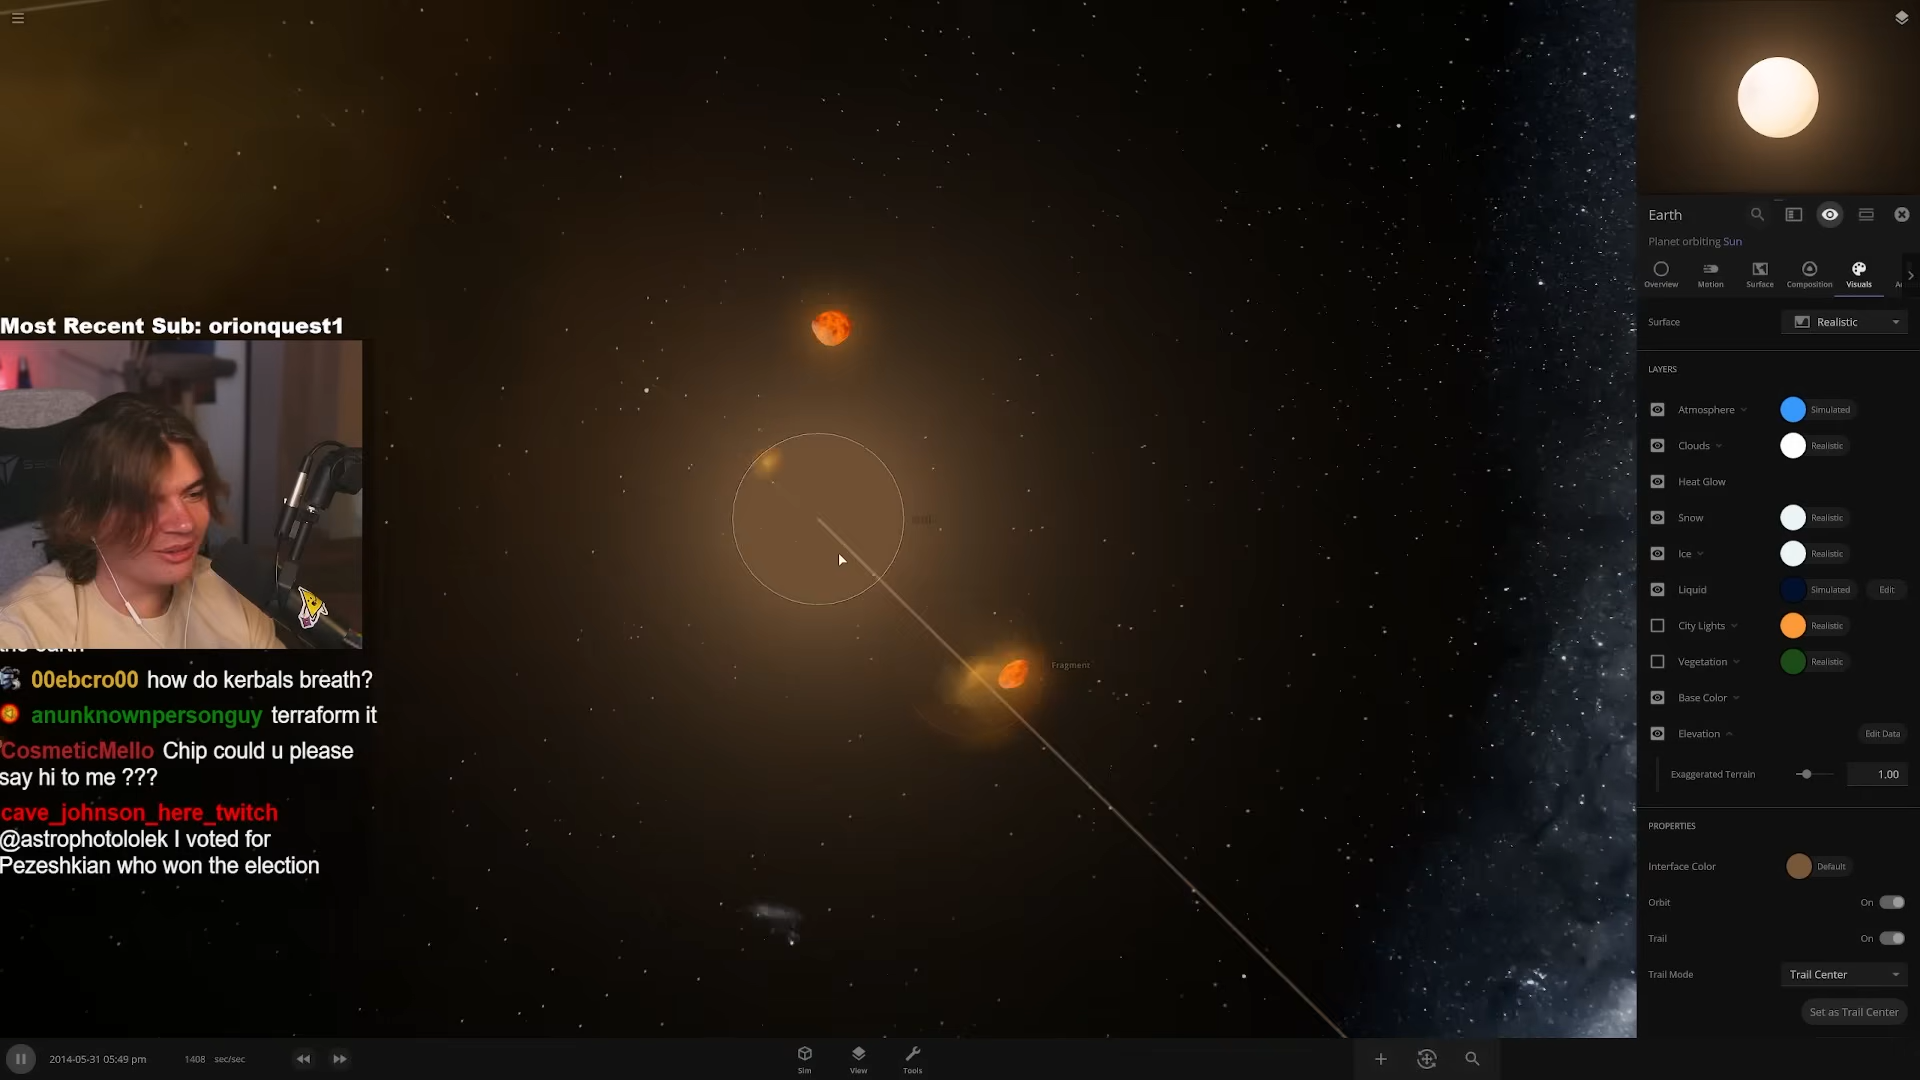 Most Recent Sub: orionquest1
00ebcro00 how do kerbals breath?
anunknownpersonguy terraform it
CosmeticMello Chip could u please
say hi to me ???
cave_johnson_here_twitch
@astrophotololek I voted for
Pezeshkian who won the election
Fragment
Earth
Planet orbiting Sun
Overview Motion Surface Composition Visuals
Surface Realistic
LAYERS
Atmosphere Simulated
Clouds Realistic
Heat Glow
Snow Realistic
Ice Realistic
Liquid Simulated Edit
City Lights Realistic
Vegetation Realistic
Base Color
Elevation Edit Data
Exaggerated Terrain 1.00
PROPERTIES
Interface Color Default
Orbit On
Trail On
Trail Mode Trail Center
Set as Trail Center
2014-05-31 05:49 pm 1408 sec/sec
Sim View Tools